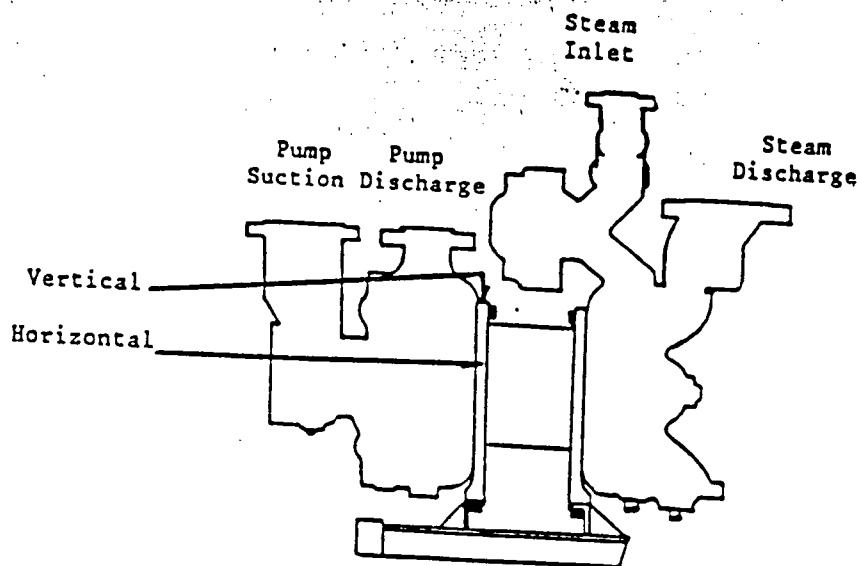 Steam
Inlet
Steam
Discharge
Pump
Suction
Pump
Discharge
Vertical
Horizontal